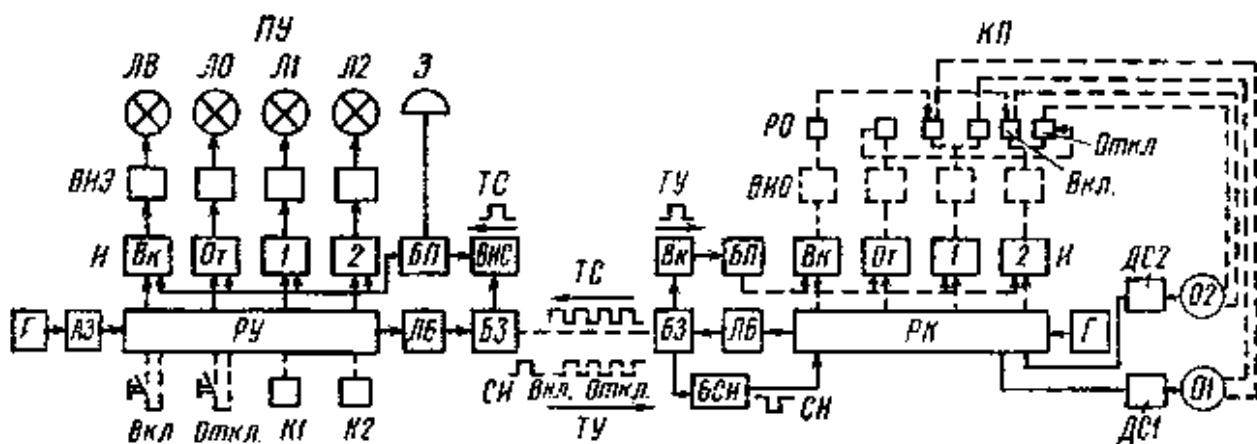 ПУ
КП
ЛВ ЛО Л1 Л2 З
РО
Откл
Вкл.
ВНЭ
ТС
ТУ
ВИО
И Вк От 1 2 БП ВИС
Вк БП Вк От 1 2 И
ДС2
О2
ТС
Г АЗ РУ ЛБ БЗ
БЗ ЛБ РК Г
СИ Вкл. Откл.
ТУ
БСИ
СИ
ДС1
О1
Вкл Откл. К1 К2